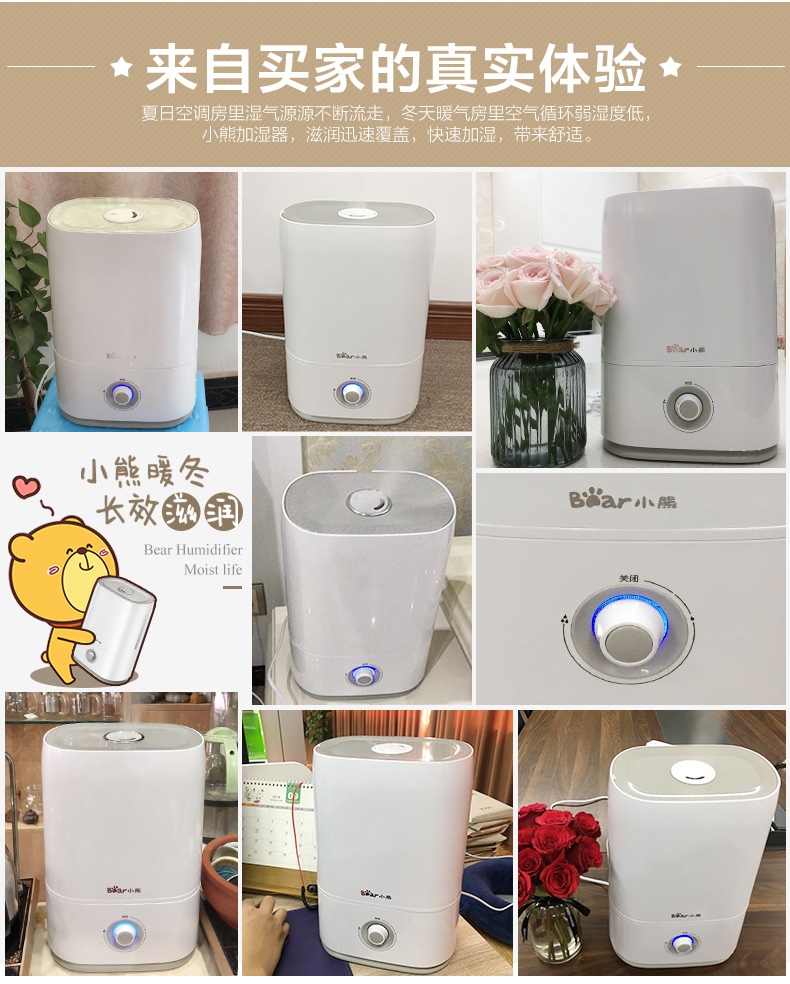 来自买家的真实体验
夏日空调房里湿气源源不断流走，冬天暖气房里空气循环弱湿度低，
小熊加湿器，滋润迅速覆盖，快速加湿，带来舒适。
Bear
Bear小熊
Bear小熊
关闭
小熊暖冬
长效滋润
Bear Humidifier
Moist life
Bear小熊
关闭
Bear小熊
Bear小熊
09
Bear小熊